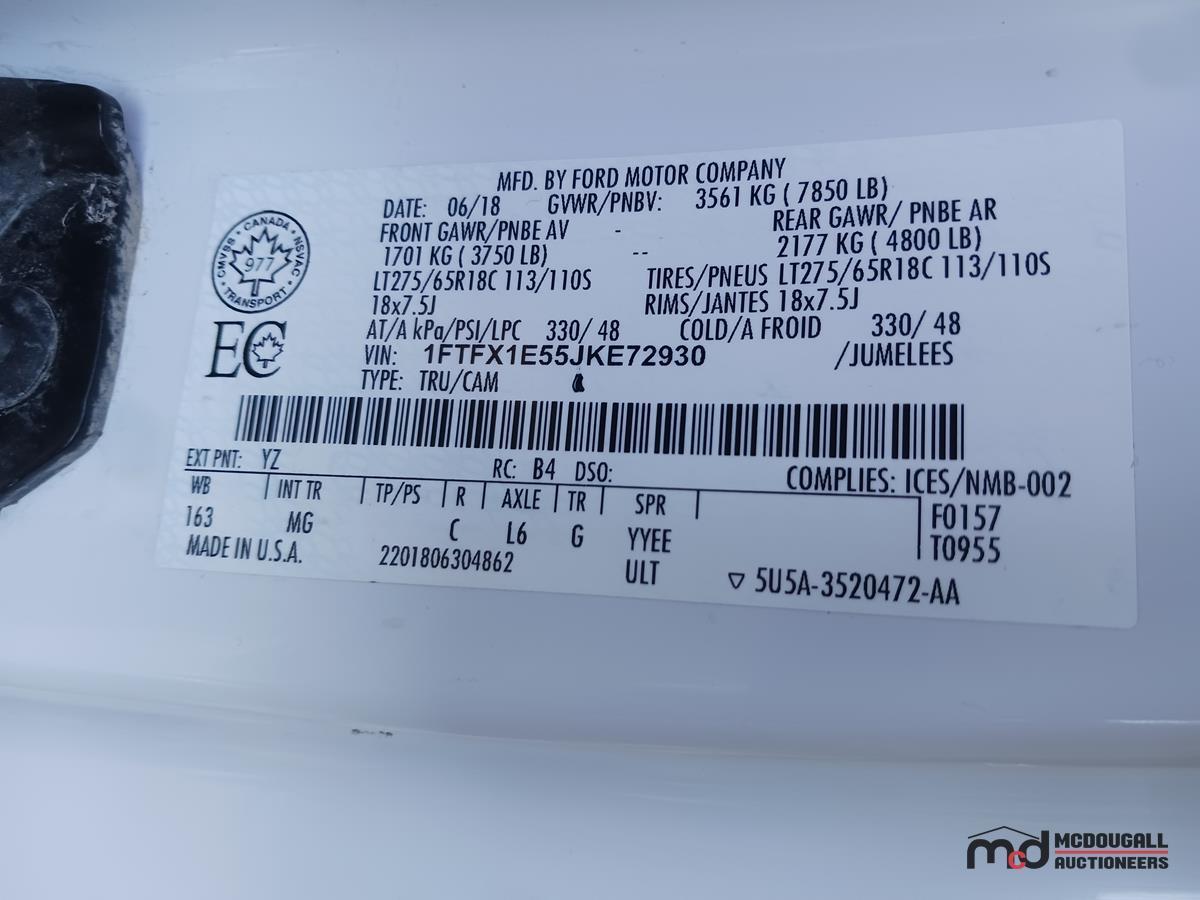 MFD. BY FORD MOTOR COMPANY
DATE: 06/18 GVWR/PNBV: 3561 KG ( 7850 LB)
FRONT GAWR/PNBE AV - REAR GAWR/ PNBE AR
1701 KG ( 3750 LB) -- 2177 KG ( 4800 LB)
LT275/65R18C 113/110S TIRES/PNEUS LT275/65R18C 113/110S
18x7.5J RIMS/JANTES 18x7.5J
AT/A kPa/PSI/LPC 330/ 48 COLD/A FROID 330/ 48
VIN: 1FTFX1E55JKE72930 /JUMELEES
TYPE: TRU/CAM
CANADA
CMVSS NSVAC
977
TRANSPORT
EC
EXT PNT: YZ RC: B4 DSO: COMPLIES: ICES/NMB-002
WB INT TR TP/PS R AXLE TR SPR F0157
163 MG C L6 G YYEE T0955
MADE IN U.S.A. 2201806304862 ULT ▽ 5U5A-3520472-AA
mcd MCDOUGALL
AUCTIONEERS